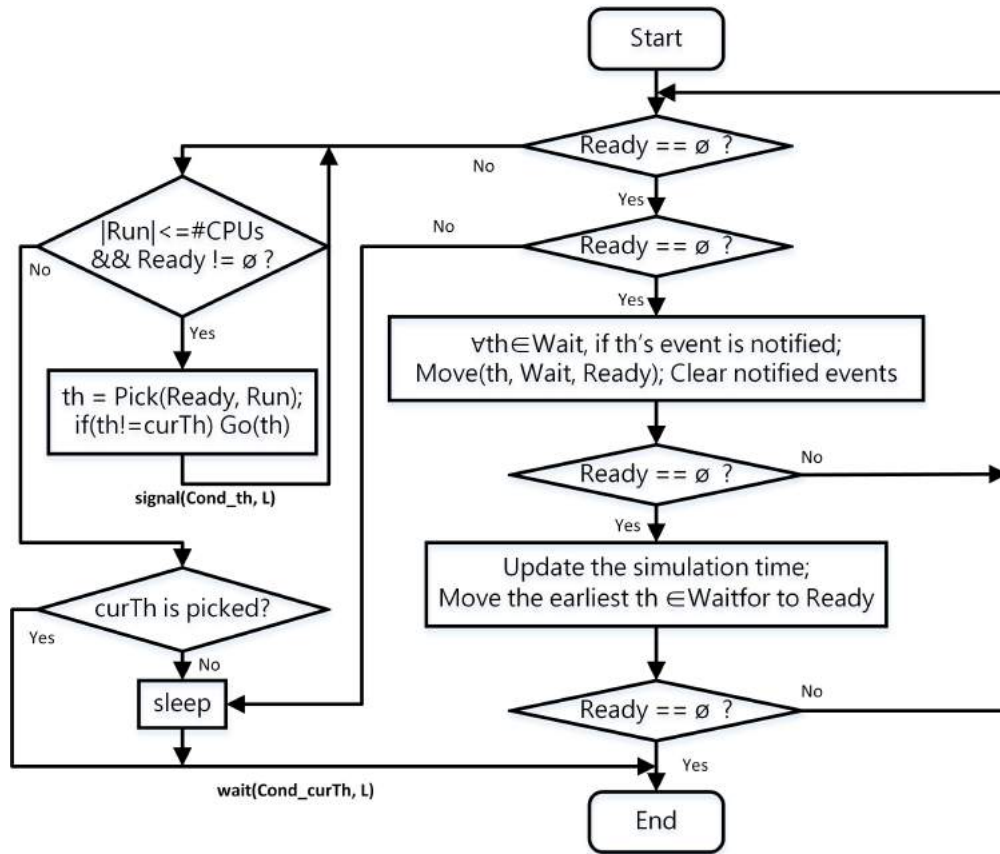 Start
Ready == ø ?
No
Yes
|Run|<=#CPUs
&& Ready != ø ?
No
Yes
th = Pick(Ready, Run);
if(th!=curTh) Go(th)
signal(Cond_th, L)
curTh is picked?
Yes
No
sleep
wait(Cond_curTh, L)
Ready == ø ?
No
Yes
∀th∈Wait, if th's event is notified;
Move(th, Wait, Ready); Clear notified events
Ready == ø ?
No
Yes
Update the simulation time;
Move the earliest th ∈Waitfor to Ready
Ready == ø ?
No
Yes
End